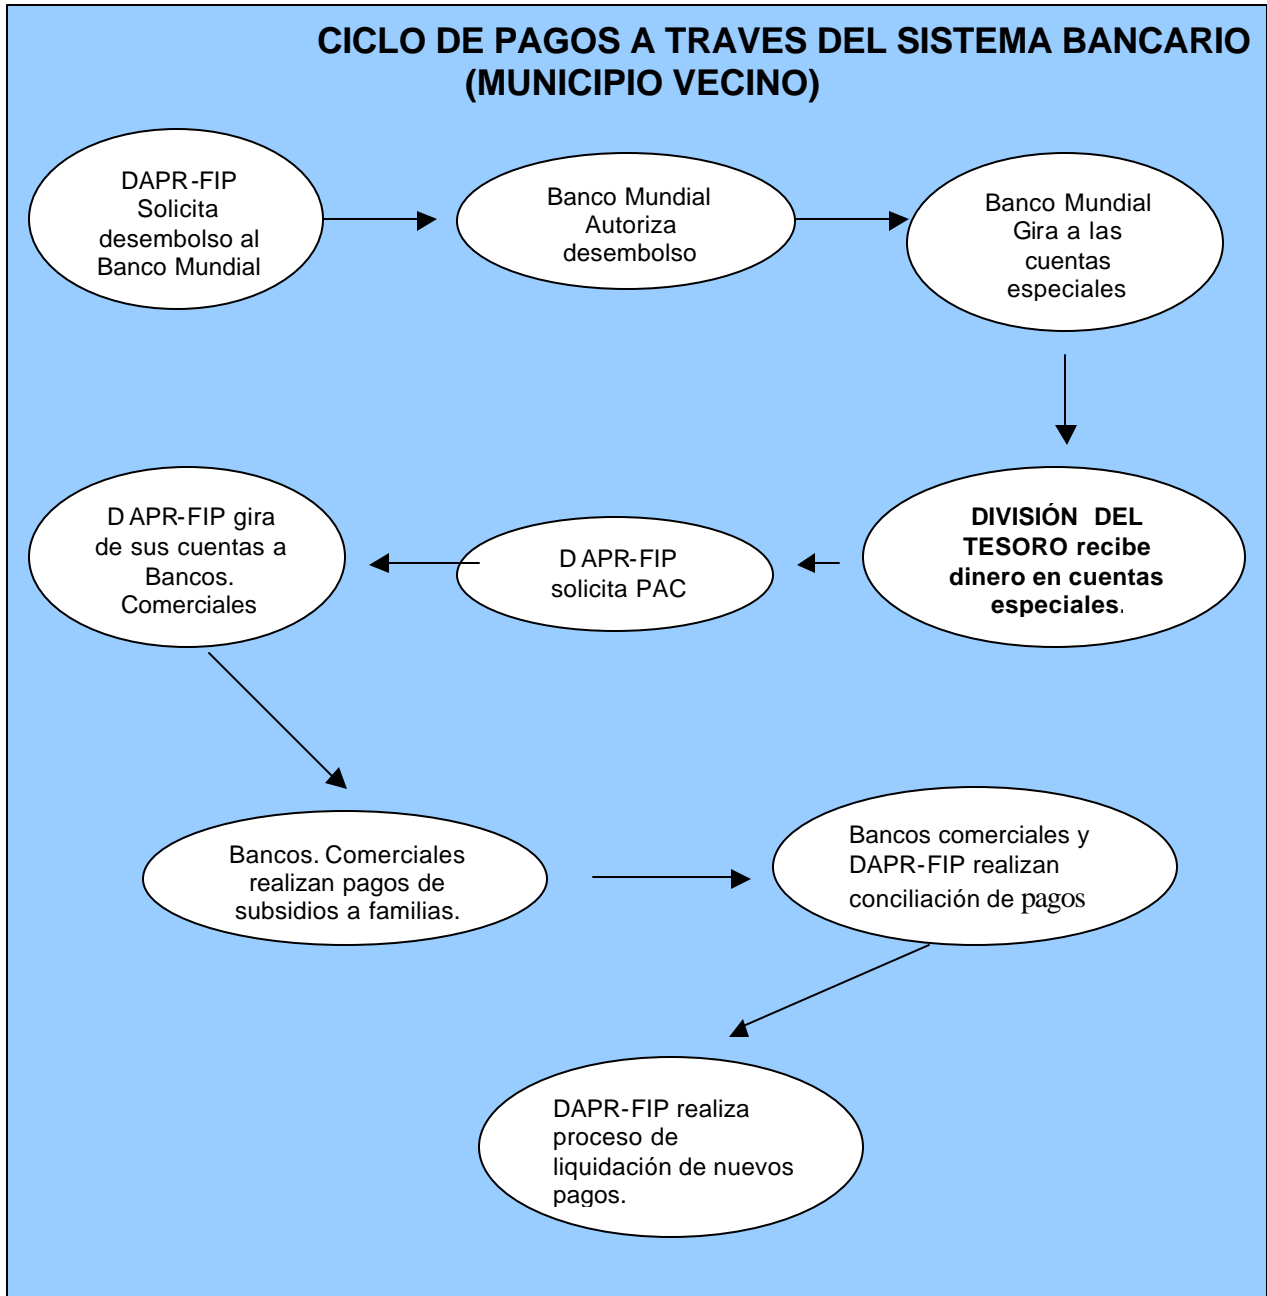 CICLO DE PAGOS A TRAVES DEL SISTEMA BANCARIO
(MUNICIPIO VECINO)
DAPR-FIP
Solicita
desembolso al
Banco Mundial
Banco Mundial
Autoriza
desembolso
Banco Mundial
Gira a las
cuentas
especiales
DIVISIÓN DEL
TESORO recibe
dinero en cuentas
especiales.
D APR-FIP
solicita PAC
D APR-FIP gira
de sus cuentas a
Bancos.
Comerciales
Bancos. Comerciales
realizan pagos de
subsidios a familias.
Bancos comerciales y
DAPR-FIP realizan
conciliación de pagos
DAPR-FIP realiza
proceso de
liquidación de nuevos
pagos.